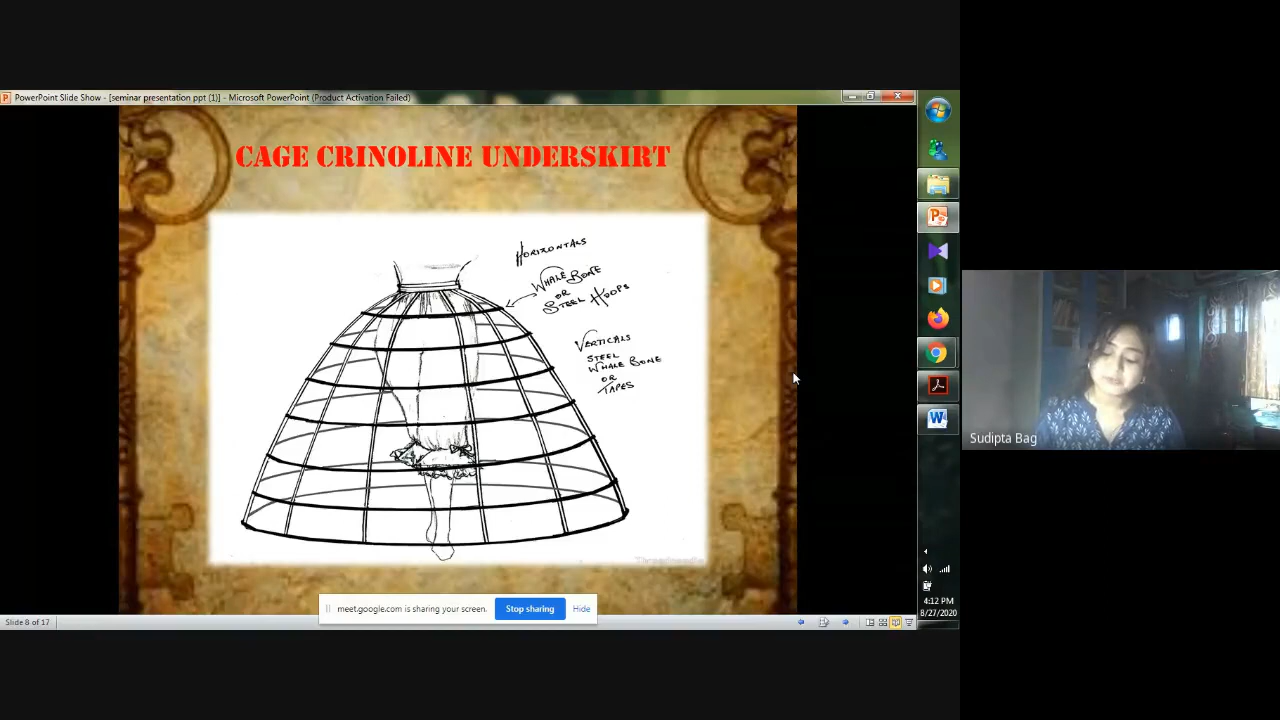 PowerPoint Slide Show - [seminar presentation ppt (1)] - Microsoft PowerPoint (Product Activation Failed)
CAGE CRINOLINE UNDERSKIRT
HORIZONTALS
WHALE BONE
OR
STEEL HOOPS
VERTICALS
STEEL
WHALE BONE
OR
TAPES
Sudipta Bag
meet.google.com is sharing your screen.
Stop sharing
Hide
4:12 PM
8/27/2020
Slide 8 of 17